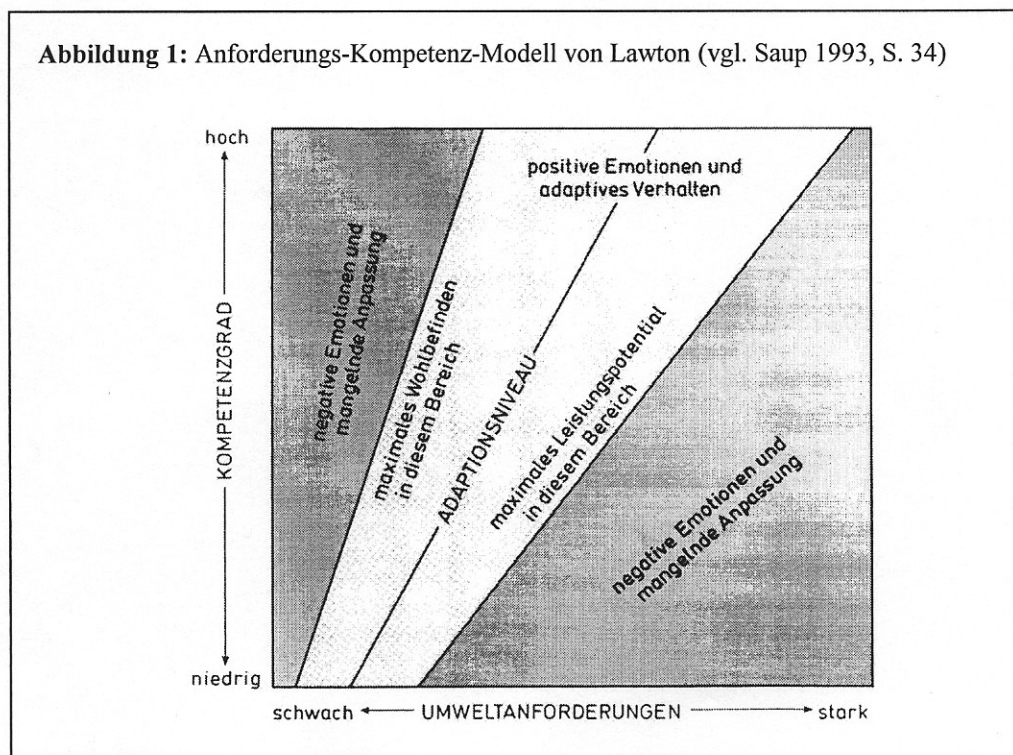 Abbildung 1: Anforderungs-Kompetenz-Modell von Lawton (vgl. Saup 1993, S. 34)
hoch
KOMPETENZGRAD
niedrig
negative Emotionen und
mangelnde Anpassung
maximales Wohlbefinden
in diesem Bereich
ADAPTIONSNIVEAU
positive Emotionen und
adaptives Verhalten
maximales Leistungspotential
in diesem Bereich
negative Emotionen und
mangelnde Anpassung
schwach UMWELTANFORDERUNGEN stark